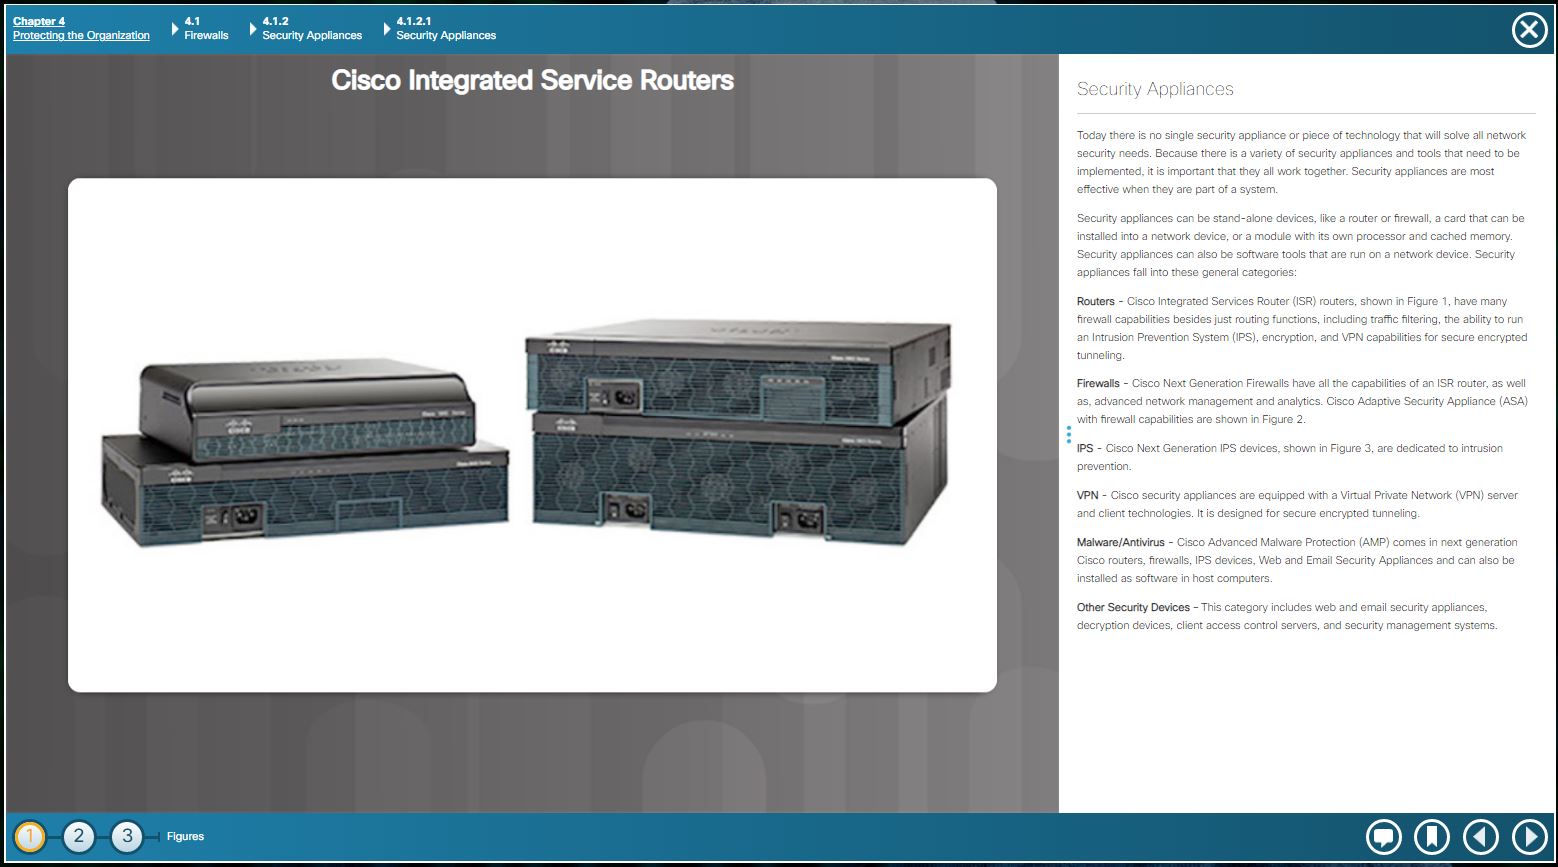 Chapter 4
Protecting the Organization
4.1
Firewalls
4.1.2
Security Appliances
4.1.2.1
Security Appliances
Cisco Integrated Service Routers
CISCO
CISCO
CISCO
CISCO
Security Appliances
Today there is no single security appliance or piece of technology that will solve all network
security needs. Because there is a variety of security appliances and tools that need to be
implemented, it is important that they all work together. Security appliances are most
effective when they are part of a system.
Security appliances can be stand-alone devices, like a router or firewall, a card that can be
installed into a network device, or a module with its own processor and cached memory.
Security appliances can also be software tools that are run on a network device. Security
appliances fall into these general categories:
Routers - Cisco Integrated Services Router (ISR) routers, shown in Figure 1, have many
firewall capabilities besides just routing functions, including traffic filtering, the ability to run
an Intrusion Prevention System (IPS), encryption, and VPN capabilities for secure encrypted
tunneling.
Firewalls - Cisco Next Generation Firewalls have all the capabilities of an ISR router, as well
as, advanced network management and analytics. Cisco Adaptive Security Appliance (ASA)
with firewall capabilities are shown in Figure 2.
IPS - Cisco Next Generation IPS devices, shown in Figure 3, are dedicated to intrusion
prevention.
VPN - Cisco security appliances are equipped with a Virtual Private Network (VPN) server
and client technologies. It is designed for secure encrypted tunneling.
Malware/Antivirus - Cisco Advanced Malware Protection (AMP) comes in next generation
Cisco routers, firewalls, IPS devices, Web and Email Security Appliances and can also be
installed as software in host computers.
Other Security Devices - This category includes web and email security appliances,
decryption devices, client access control servers, and security management systems.
1 2 3 Figures